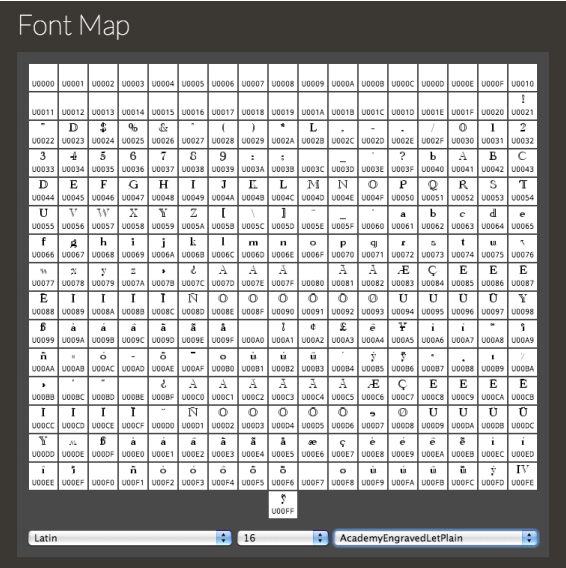 Font Map
U0000 U0001 U0002 U0003 U0004 U0005 U0006 U0007 U0008 U0009 U000A U000B U000C U000D U000E U000F U0010
!
U0011 U0012 U0013 U0014 U0015 U0016 U0017 U0018 U0019 U001A U001B U001C U001D U001E U001F U0020 U0021
" D $ % & ' ( ) * L , - . / 0 1 2
U0022 U0023 U0024 U0025 U0026 U0027 U0028 U0029 U002A U002B U002C U002D U002E U002F U0030 U0031 U0032
3 4 5 6 7 8 9 : ; _ ? b A B C
U0033 U0034 U0035 U0036 U0037 U0038 U0039 U003A U003B U003C U003D U003E U003F U0040 U0041 U0042 U0043
D E F G H I J K L M N O P Q R S T
U0044 U0045 U0046 U0047 U0048 U0049 U004A U004B U004C U004D U004E U004F U0050 U0051 U0052 U0053 U0054
U V W X Y Z [ \ ] _ a b c d e
U0055 U0056 U0057 U0058 U0059 U005A U005B U005C U005D U005E U005F U0060 U0061 U0062 U0063 U0064 U0065
f g h i j k l m n o p q r s t u v
U0066 U0067 U0068 U0069 U006A U006B U006C U006D U006E U006F U0070 U0071 U0072 U0073 U0074 U0075 U0076
w x y z ¿ Æ Ç
U0077 U0078 U0079 U007A U007B U007C U007D U007E U007F U0080 U0081 U0082 U0083 U0084 U0085 U0086 U0087
Ñ Ø
U0088 U0089 U008A U008B U008C U008D U008E U008F U0090 U0091 U0092 U0093 U0094 U0095 U0096 U0097 U0098
ß ¢ £ ¥
U0099 U009A U009B U009C U009D U009E U009F U00A0 U00A1 U00A2 U00A3 U00A4 U00A5 U00A6 U00A7 U00A8 U00A9
ñ
U00AA U00AB U00AC U00AD U00AE U00AF U00B0 U00B1 U00B2 U00B3 U00B4 U00B5 U00B6 U00B7 U00B8 U00B9 U00BA
¿ Æ Ç
U00BB U00BC U00BD U00BE U00BF U00C0 U00C1 U00C2 U00C3 U00C4 U00C5 U00C6 U00C7 U00C8 U00C9 U00CA U00CB
Ñ Ø
U00CC U00CD U00CE U00CF U00D0 U00D1 U00D2 U00D3 U00D4 U00D5 U00D6 U00D7 U00D8 U00D9 U00DA U00DB U00DC
ß æ ç
U00DD U00DE U00DF U00E0 U00E1 U00E2 U00E3 U00E4 U00E5 U00E6 U00E7 U00E8 U00E9 U00EA U00EB U00EC U00ED
ñ IV
U00EE U00EF U00F0 U00F1 U00F2 U00F3 U00F4 U00F5 U00F6 U00F7 U00F8 U00F9 U00FA U00FB U00FC U00FD U00FE
ÿ
U00FF
Latin 16 AcademyEngravedLetPlain